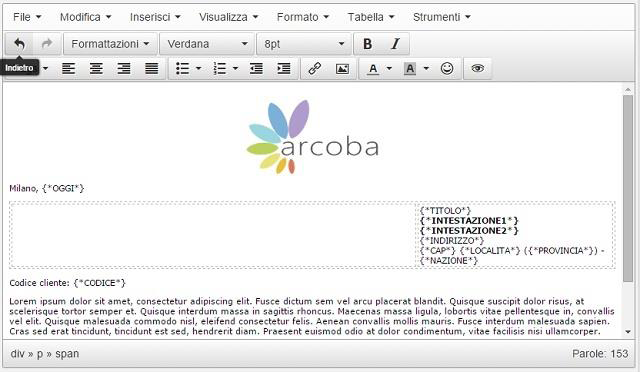 File Modifica Inserisci Visualizza Formato Tabella Strumenti
Formattazioni Verdana 8pt B I
Indietro A A
arcoba
Milano, {*OGGI*}
{*TITOLO*}
{*INTESTAZIONE1*}
{*INTESTAZIONE2*}
{*INDIRIZZO*}
{*CAP*} {*LOCALITA*} ({*PROVINCIA*}) -
{*NAZIONE*}
Codice cliente: {*CODICE*}
Lorem ipsum dolor sit amet, consectetur adipiscing elit. Fusce dictum sem vel arcu placerat blandit. Quisque suscipit dolor risus, at
scelerisque tortor semper et. Quisque interdum massa in sagittis rhoncus. Maecenas massa ligula, lobortis vitae pellentesque in, convallis
vel elit. Quisque malesuada commodo nisl, eleifend consectetur felis. Aenean convallis mollis mauris. Fusce interdum malesuada sapien.
Cras sed erat tincidunt, tincidunt est sed, hendrerit diam. Praesent euismod odio at dolor condimentum, vitae facilisis nisi ullamcorper.
div » p » span Parole: 153